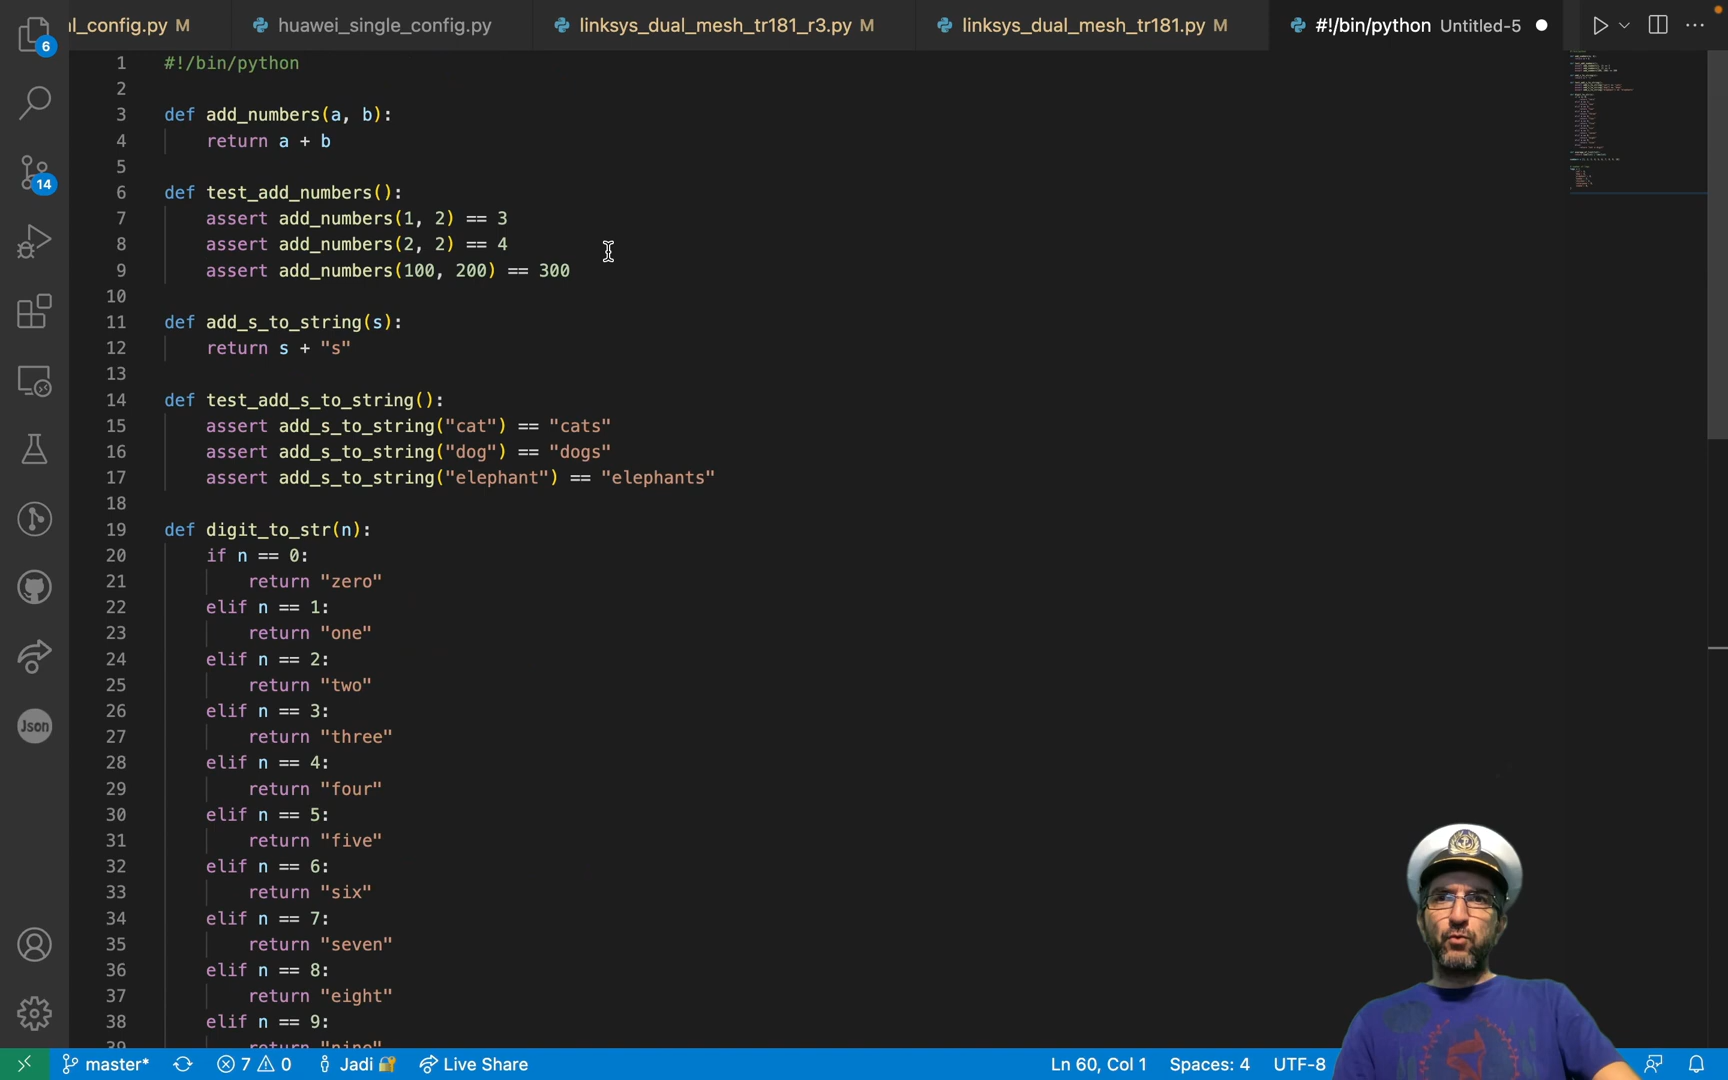 al_config.py M huawei_single_config.py linksys_dual_mesh_tr181_r3.py M linksys_dual_mesh_tr181.py M #!/bin/python Untitled-5
6
14
Json
1 #!/bin/python
2
3 def add_numbers(a, b):
4 return a + b
5
6 def test_add_numbers():
7 assert add_numbers(1, 2) == 3
8 assert add_numbers(2, 2) == 4
9 assert add_numbers(100, 200) == 300
10
11 def add_s_to_string(s):
12 return s + "s"
13
14 def test_add_s_to_string():
15 assert add_s_to_string("cat") == "cats"
16 assert add_s_to_string("dog") == "dogs"
17 assert add_s_to_string("elephant") == "elephants"
18
19 def digit_to_str(n):
20 if n == 0:
21 return "zero"
22 elif n == 1:
23 return "one"
24 elif n == 2:
25 return "two"
26 elif n == 3:
27 return "three"
28 elif n == 4:
29 return "four"
30 elif n == 5:
31 return "five"
32 elif n == 6:
33 return "six"
34 elif n == 7:
35 return "seven"
36 elif n == 8:
37 return "eight"
38 elif n == 9:
39 return "nine"
master* 7 0 Jadi Live Share Ln 60, Col 1 Spaces: 4 UTF-8